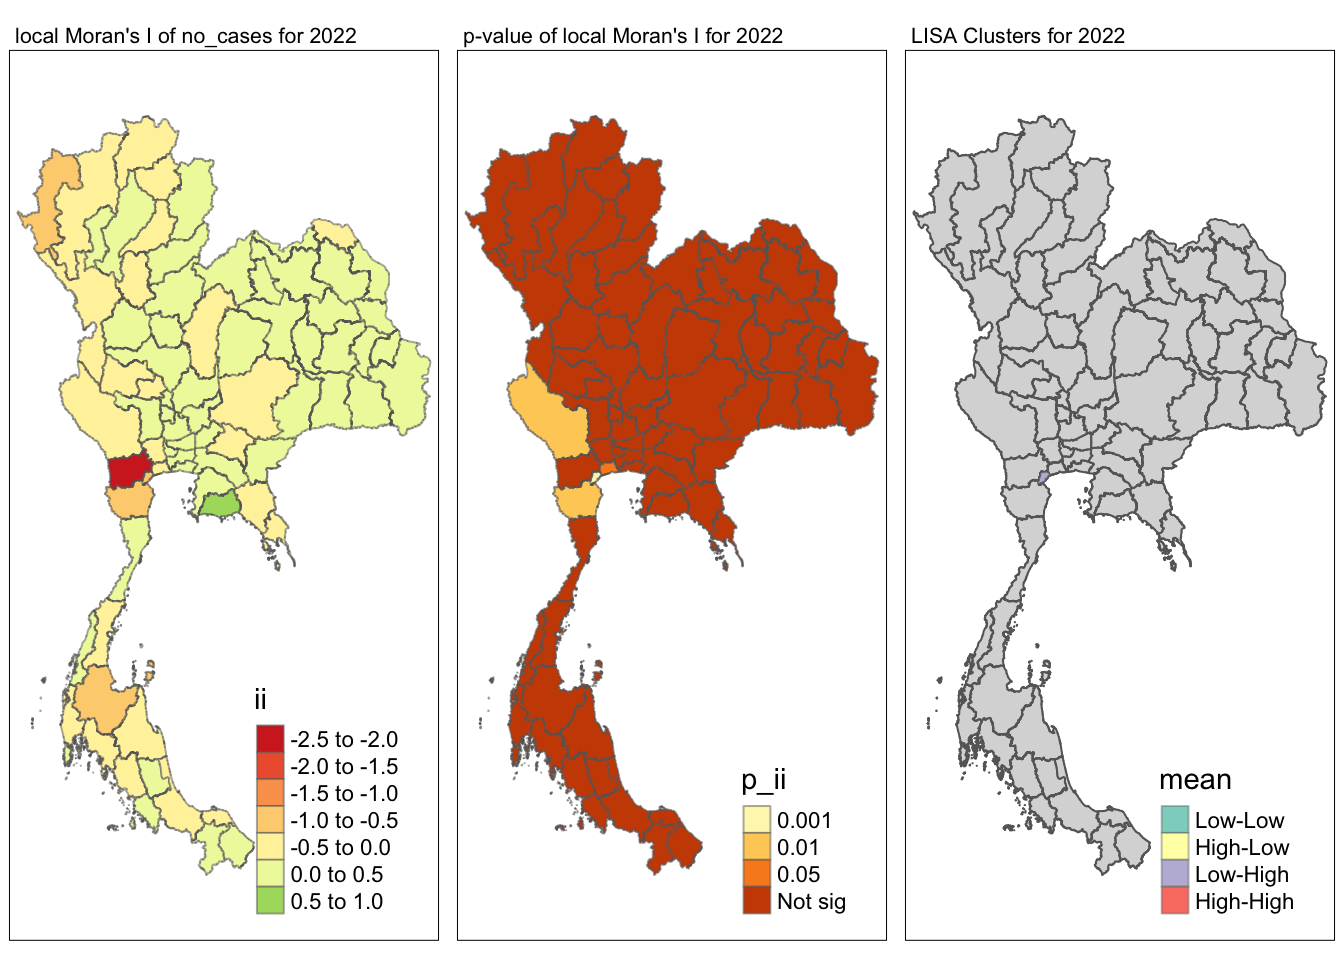 local Moran's I of no_cases for 2022
p-value of local Moran's I for 2022
LISA Clusters for 2022
ii
-2.5 to -2.0
-2.0 to -1.5
-1.5 to -1.0
-1.0 to -0.5
-0.5 to 0.0
0.0 to 0.5
0.5 to 1.0
p_ii
0.001
0.01
0.05
Not sig
mean
Low-Low
High-Low
Low-High
High-High